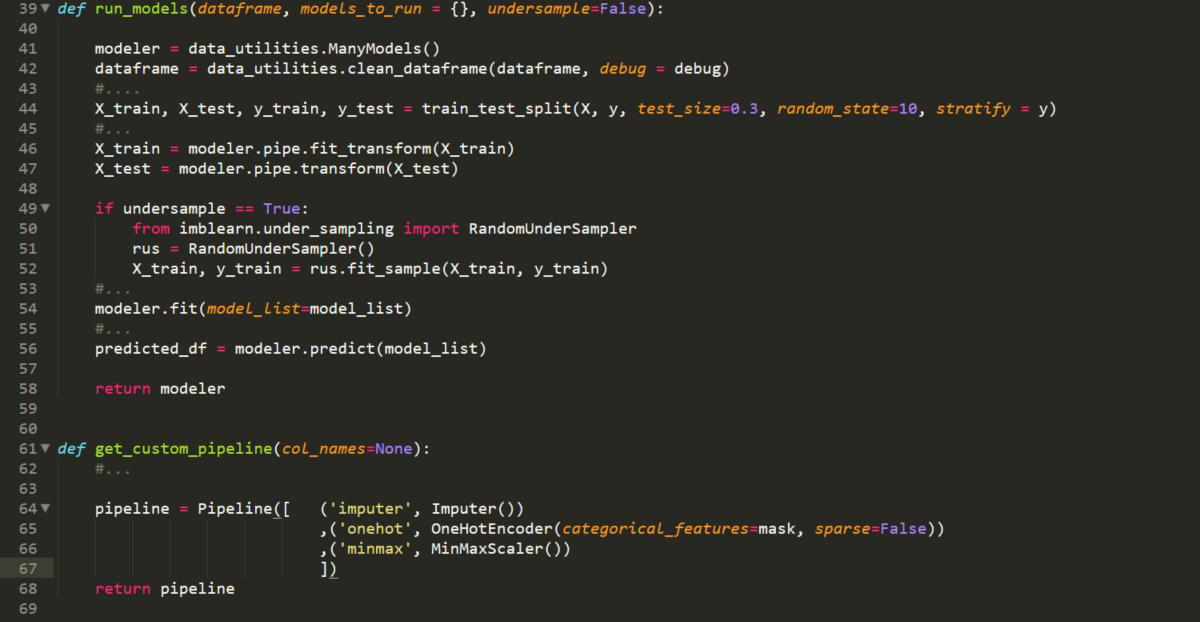 39 def run_models(dataframe, models_to_run = {}, undersample=False):
40
41 modeler = data_utilities.ManyModels()
42 dataframe = data_utilities.clean_dataframe(dataframe, debug = debug)
43 #....
44 X_train, X_test, y_train, y_test = train_test_split(X, y, test_size=0.3, random_state=10, stratify = y)
45 #...
46 X_train = modeler.pipe.fit_transform(X_train)
47 X_test = modeler.pipe.transform(X_test)
48
49 if undersample == True:
50 from imblearn.under_sampling import RandomUnderSampler
51 rus = RandomUnderSampler()
52 X_train, y_train = rus.fit_sample(X_train, y_train)
53 #...
54 modeler.fit(model_list=model_list)
55 #...
56 predicted_df = modeler.predict(model_list)
57
58 return modeler
59
60
61 def get_custom_pipeline(col_names=None):
62 #...
63
64 pipeline = Pipeline([ ('imputer', Imputer())
65 ,('onehot', OneHotEncoder(categorical_features=mask, sparse=False))
66 ,('minmax', MinMaxScaler())
67 ])
68 return pipeline
69